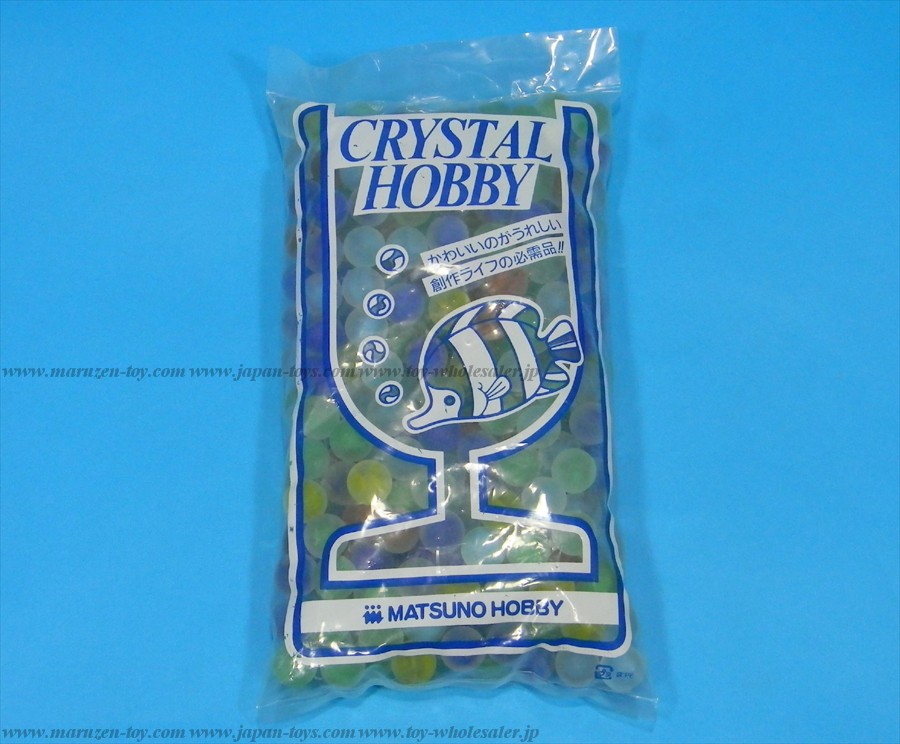 CRYSTAL
HOBBY
かわいいのがうれしい
創作ライフの必需品!!
www.maruzen-toy.com www.japan-toys.com www.toy-wholesaler.jp
MATSUNO HOBBY
www.maruzen-toy.com www.japan-toys.com www.toy-wholesaler.jp